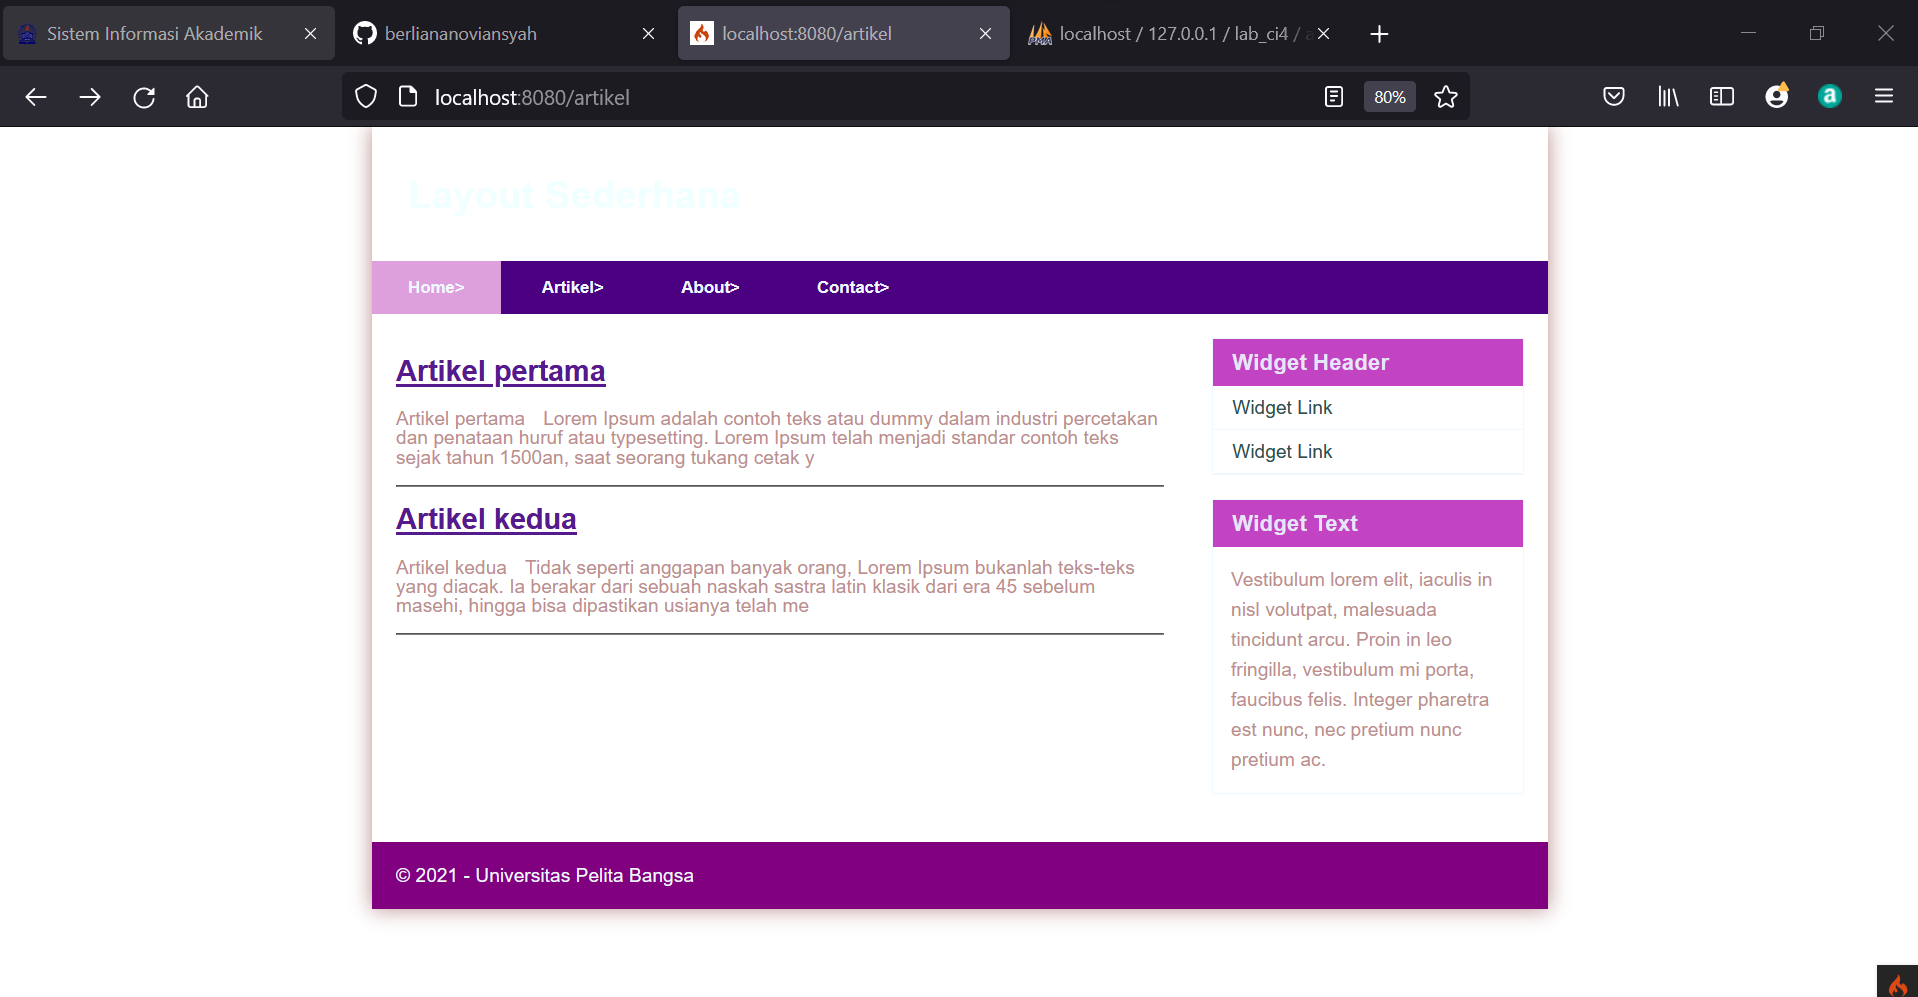 Sistem Informasi Akademik
berliananoviansyah
localhost:8080/artikel
localhost / 127.0.0.1 / lab_ci4 / a
localhost:8080/artikel
80%
Layout Sederhana
Home>
Artikel>
About>
Contact>
Artikel pertama
Artikel pertama Lorem Ipsum adalah contoh teks atau dummy dalam industri percetakan
dan penataan huruf atau typesetting. Lorem Ipsum telah menjadi standar contoh teks
sejak tahun 1500an, saat seorang tukang cetak y
Artikel kedua
Artikel kedua Tidak seperti anggapan banyak orang, Lorem Ipsum bukanlah teks-teks
yang diacak. Ia berakar dari sebuah naskah sastra latin klasik dari era 45 sebelum
masehi, hingga bisa dipastikan usianya telah me
Widget Header
Widget Link
Widget Link
Widget Text
Vestibulum lorem elit, iaculis in
nisl volutpat, malesuada
tincidunt arcu. Proin in leo
fringilla, vestibulum mi porta,
faucibus felis. Integer pharetra
est nunc, nec pretium nunc
pretium ac.
© 2021 - Universitas Pelita Bangsa